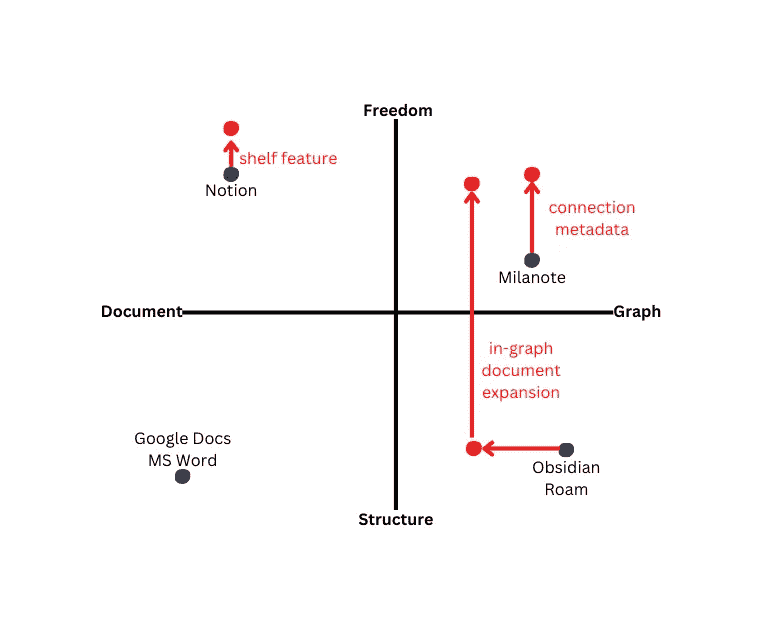 Freedom
shelf feature
Notion
connection
metadata
Milanote
Document
Graph
in-graph
document
expansion
Google Docs
MS Word
Obsidian
Roam
Structure